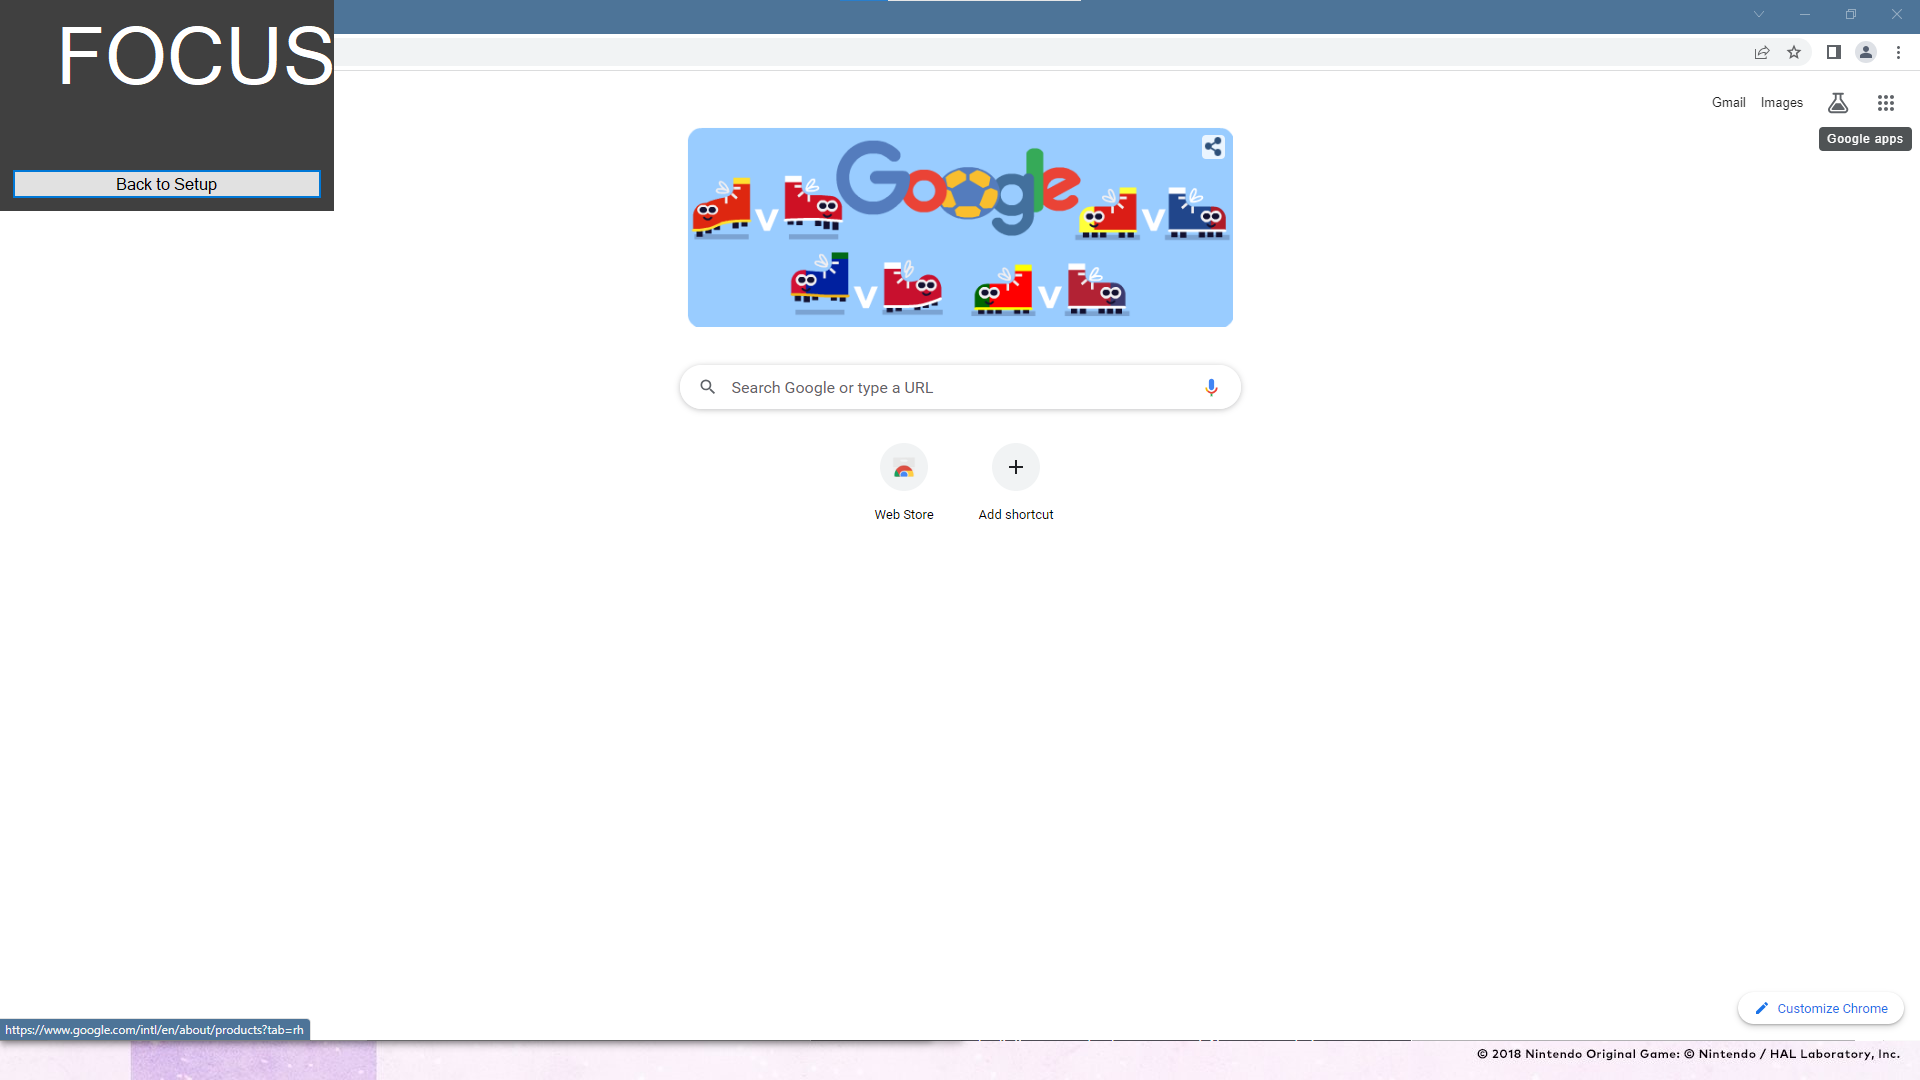 FOCUS
Back to Setup
Gmail
Images
Google apps
Google
v
v
v
v
Search Google or type a URL
Web Store
Add shortcut
Customize Chrome
https://www.google.com/intl/en/about/products?tab=rh
© 2018 Nintendo Original Game: © Nintendo / HAL Laboratory, Inc.